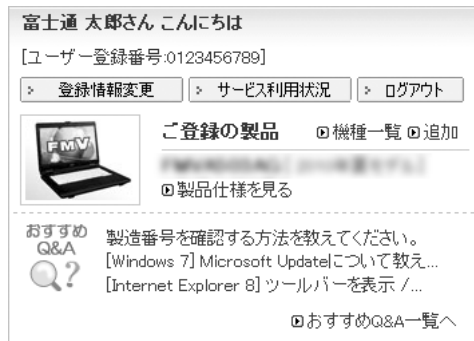 富士通 太郎さん こんにちは
[ユーザー登録番号:0123456789]
登録情報変更 サービス利用状況 ログアウト
ご登録の製品 機種一覧 追加
FMV
製品仕様を見る
おすすめ
Q&A
製造番号を確認する方法を教えてください。
[Windows 7] Microsoft Updateについて教え...
[Internet Explorer 8] ツールバーを表示 /...
おすすめQ&A一覧へ